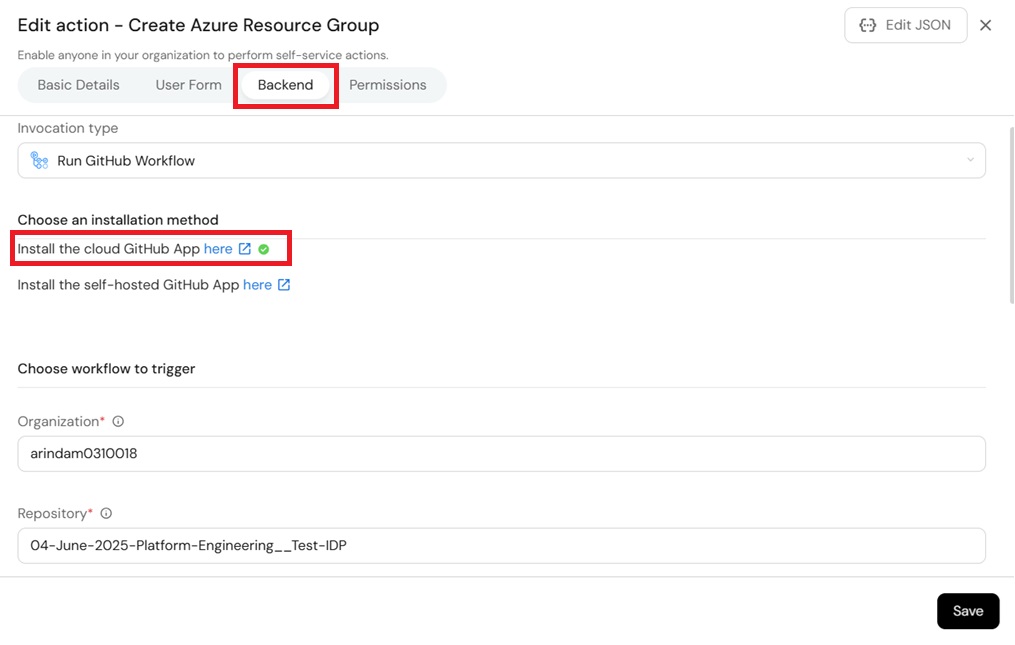 Edit action - Create Azure Resource Group
Edit JSON
Enable anyone in your organization to perform self-service actions.
Basic Details
User Form
Backend
Permissions
Invocation type
Run GitHub Workflow
Choose an installation method
Install the cloud GitHub App here
Install the self-hosted GitHub App here
Choose workflow to trigger
Organization*
arindam0310018
Repository*
04-June-2025-Platform-Engineering__Test-IDP
Save